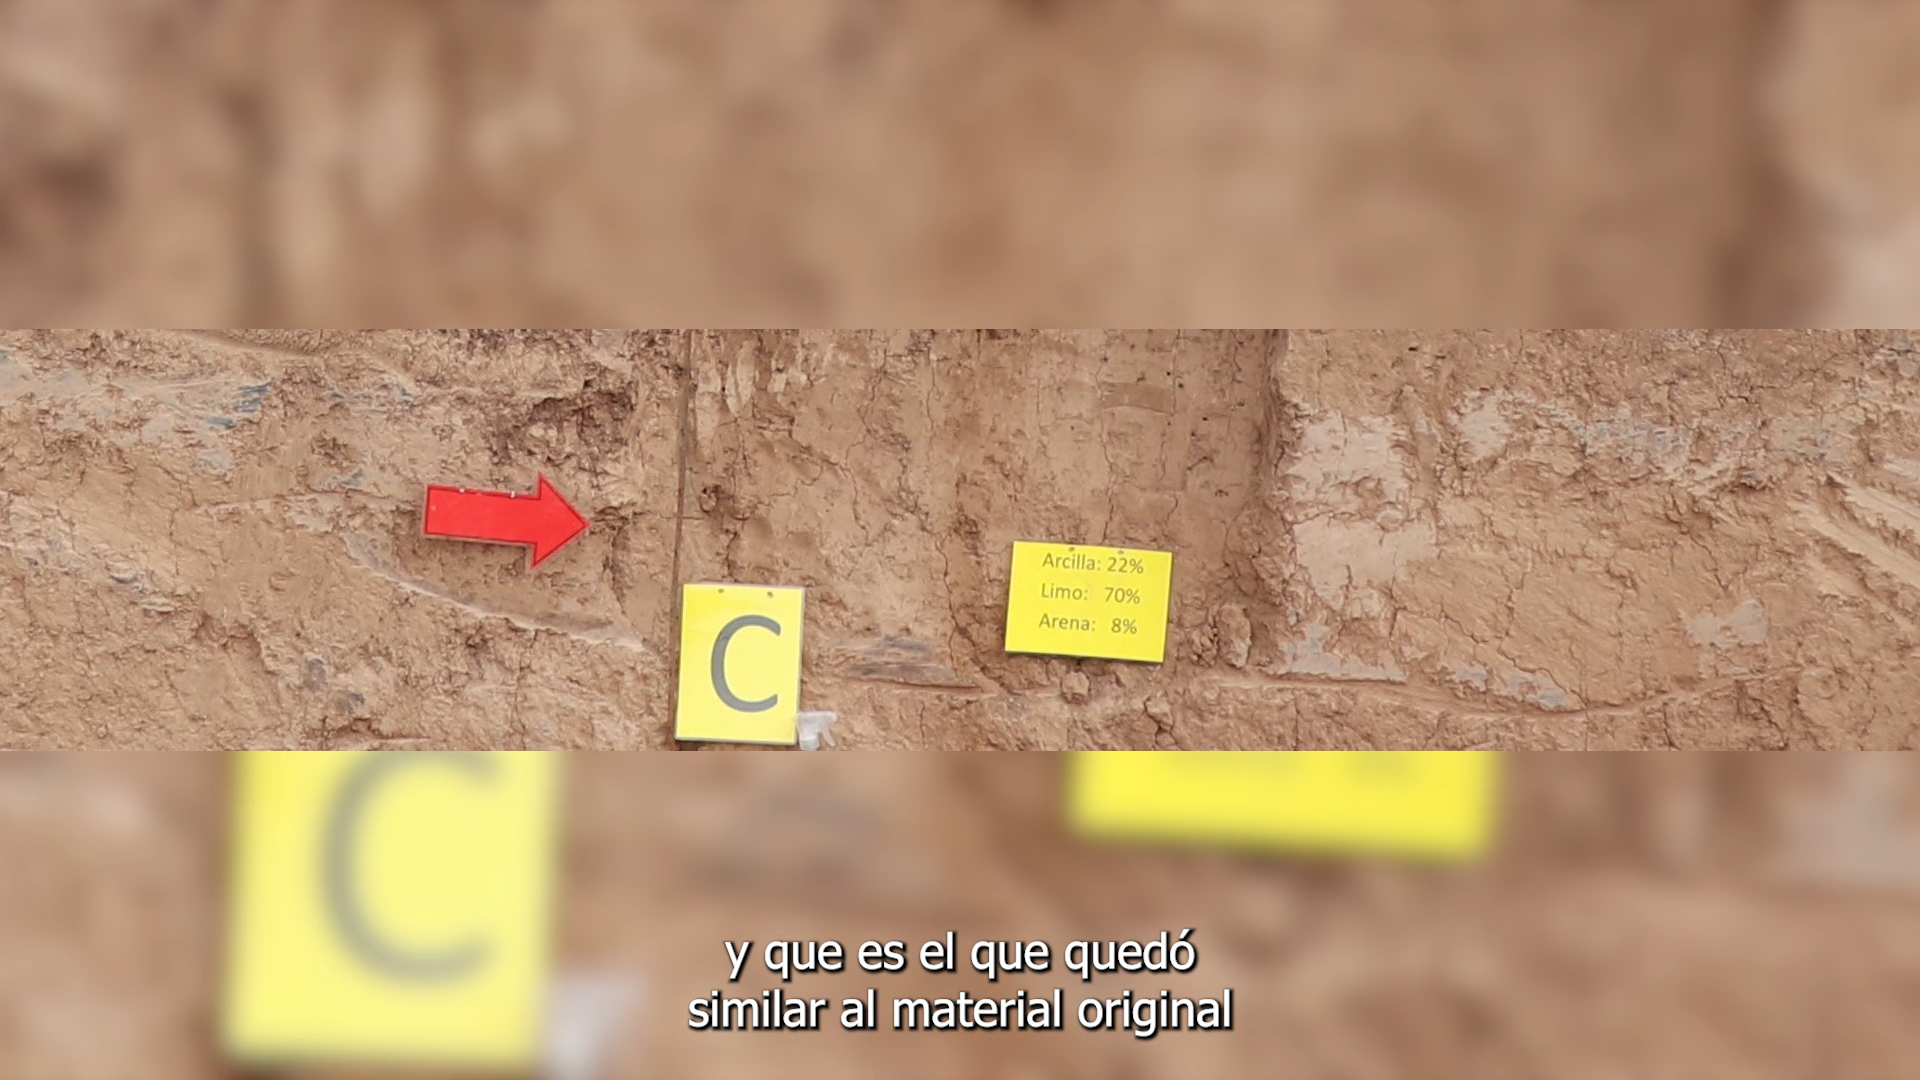 C
Arcilla: 22%
Limo: 70%
Arena: 8%
C
y que es el que quedó
similar al material original